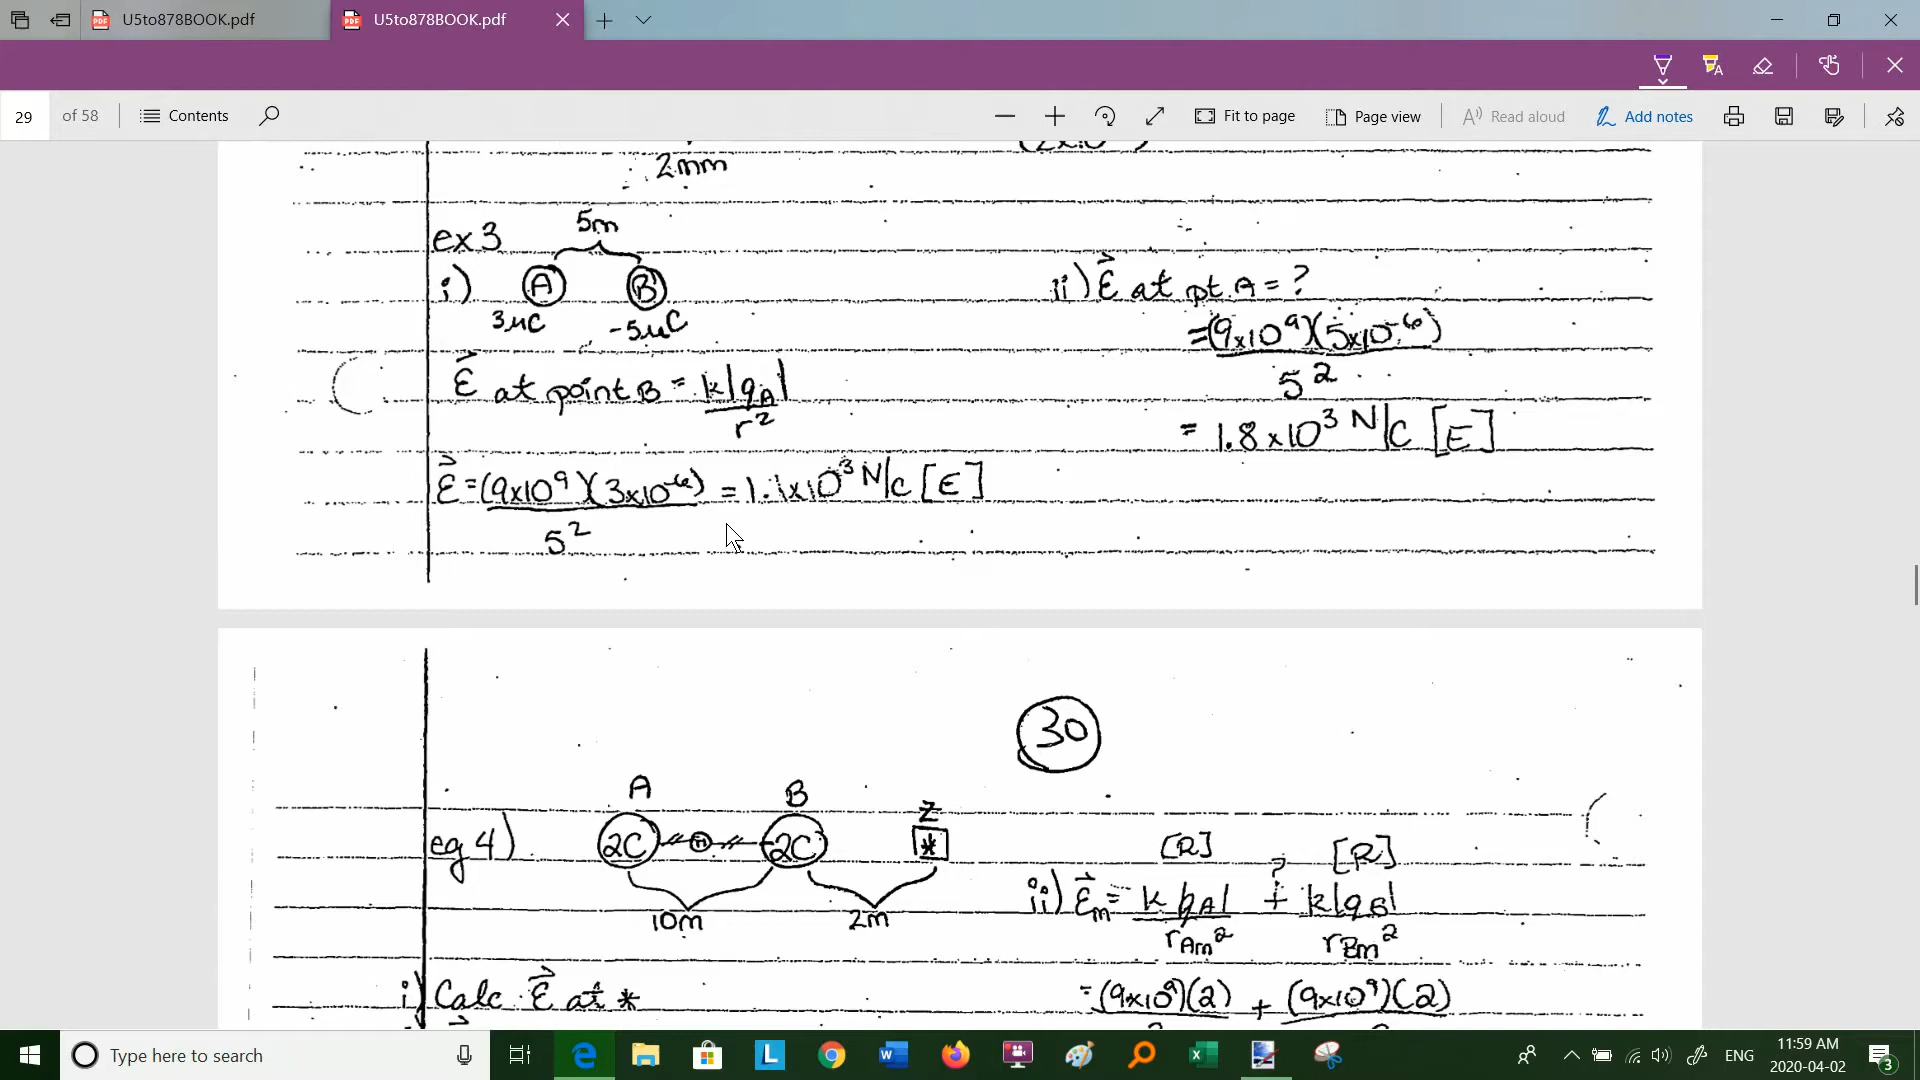 U5to878BOOK.pdf
U5to878BOOK.pdf
29 of 58
Contents
Fit to page
Page view
Read aloud
Add notes
2mm
ex 3
5m
i) A B
3μC -5μC
ε⃗ at point B = k|qA|
r²
ε⃗ = (9x10⁹)(3x10⁻⁶) = 1.1x10³ N/C [E]
5²
ii) ε⃗ at pt. A = ?
= (9x10⁹)(5x10⁻⁶)
5²
= 1.8x10³ N/C [E]
30
A B Z
eg 4) 2C -2C *
10m 2m
[R] [R]
ii) ε⃗m = k|qA| + k|qB|
rAm² rBm²
i) Calc ε⃗ at *
= (9x10⁹)(2) + (9x10⁹)(2)
Type here to search
ENG
11:59 AM
2020-04-02
3